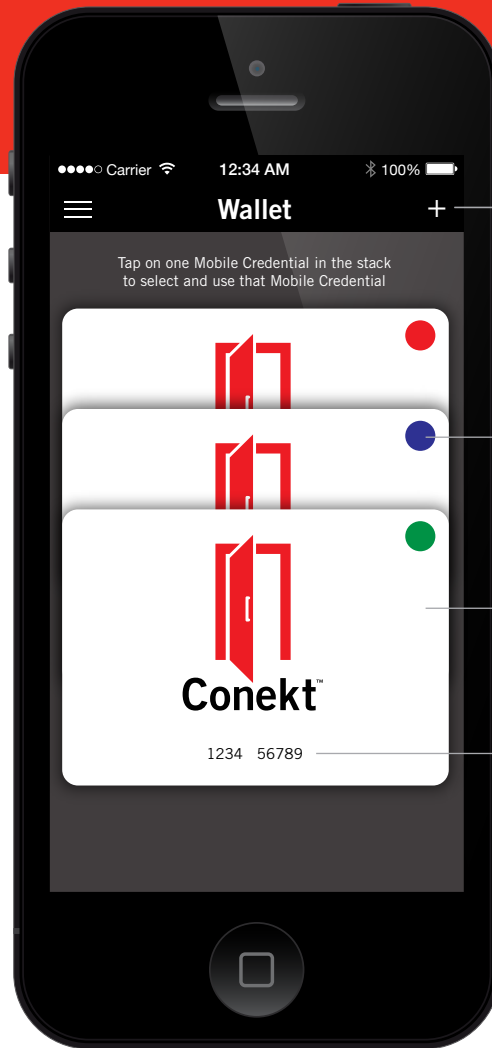 Carrier 12:34 AM 100%
Wallet +
Tap on one Mobile Credential in the stack
to select and use that Mobile Credential
Conekt™
1234 56789